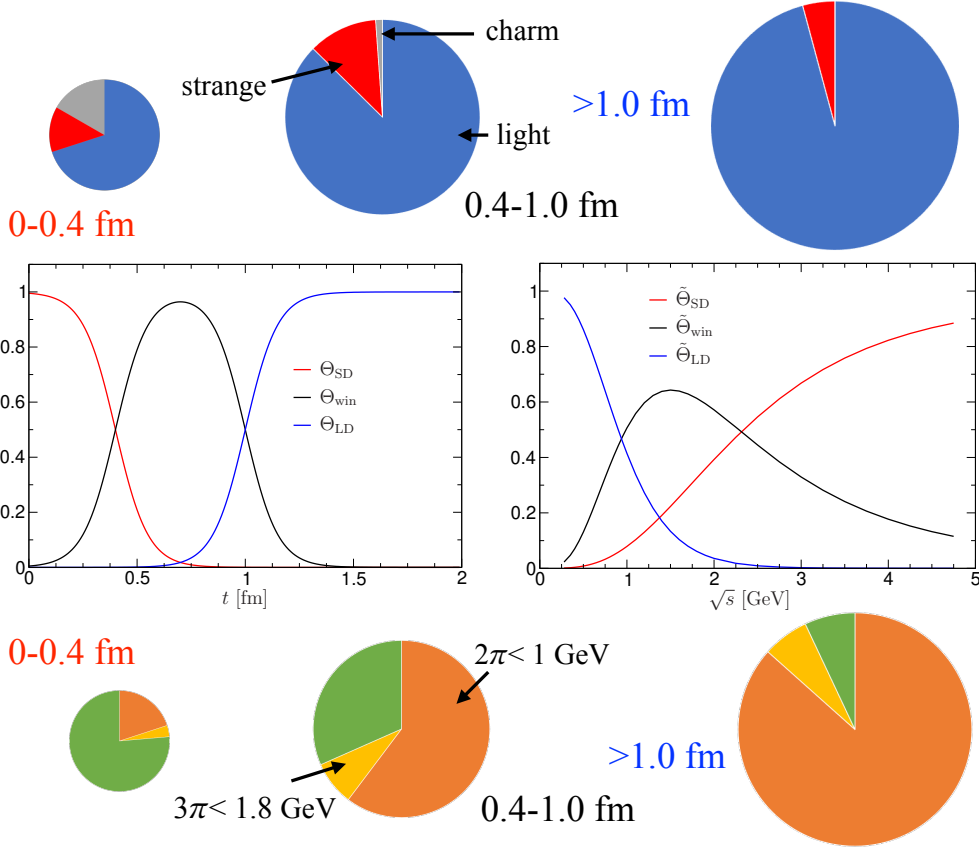 charm
strange
>1.0 fm
light
0.4-1.0 fm
0-0.4 fm
1
0.8
0.6
0.4
0.2
0
0 0.5 1 1.5 2
t [fm]
Θ_SD
Θ_win
Θ_LD
1
0.8
0.6
0.4
0.2
0
0 1 2 3 4 5
√s [GeV]
Θ̃_SD
Θ̃_win
Θ̃_LD
0-0.4 fm
2π< 1 GeV
>1.0 fm
3π< 1.8 GeV
0.4-1.0 fm